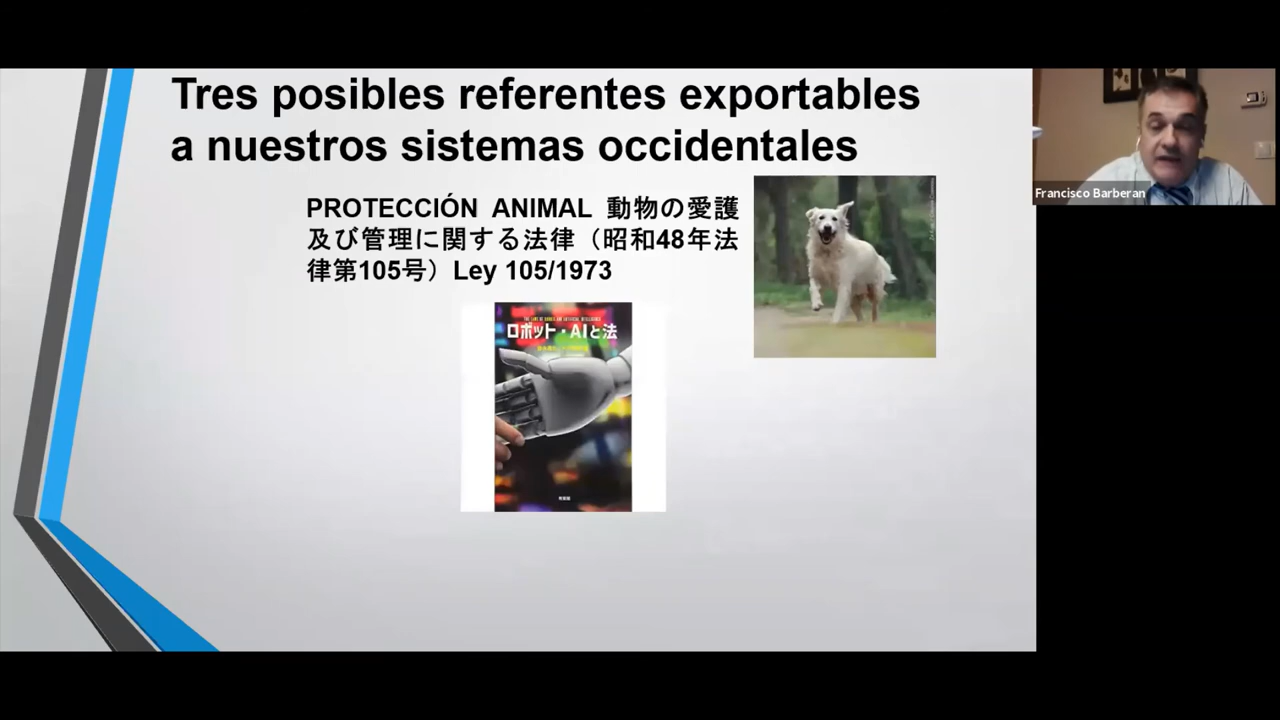 Tres posibles referentes exportables
a nuestros sistemas occidentales
PROTECCIÓN ANIMAL 動物の愛護
及び管理に関する法律（昭和48年法
律第105号）Ley 105/1973
ロボット・AIと法
Francisco Barberan